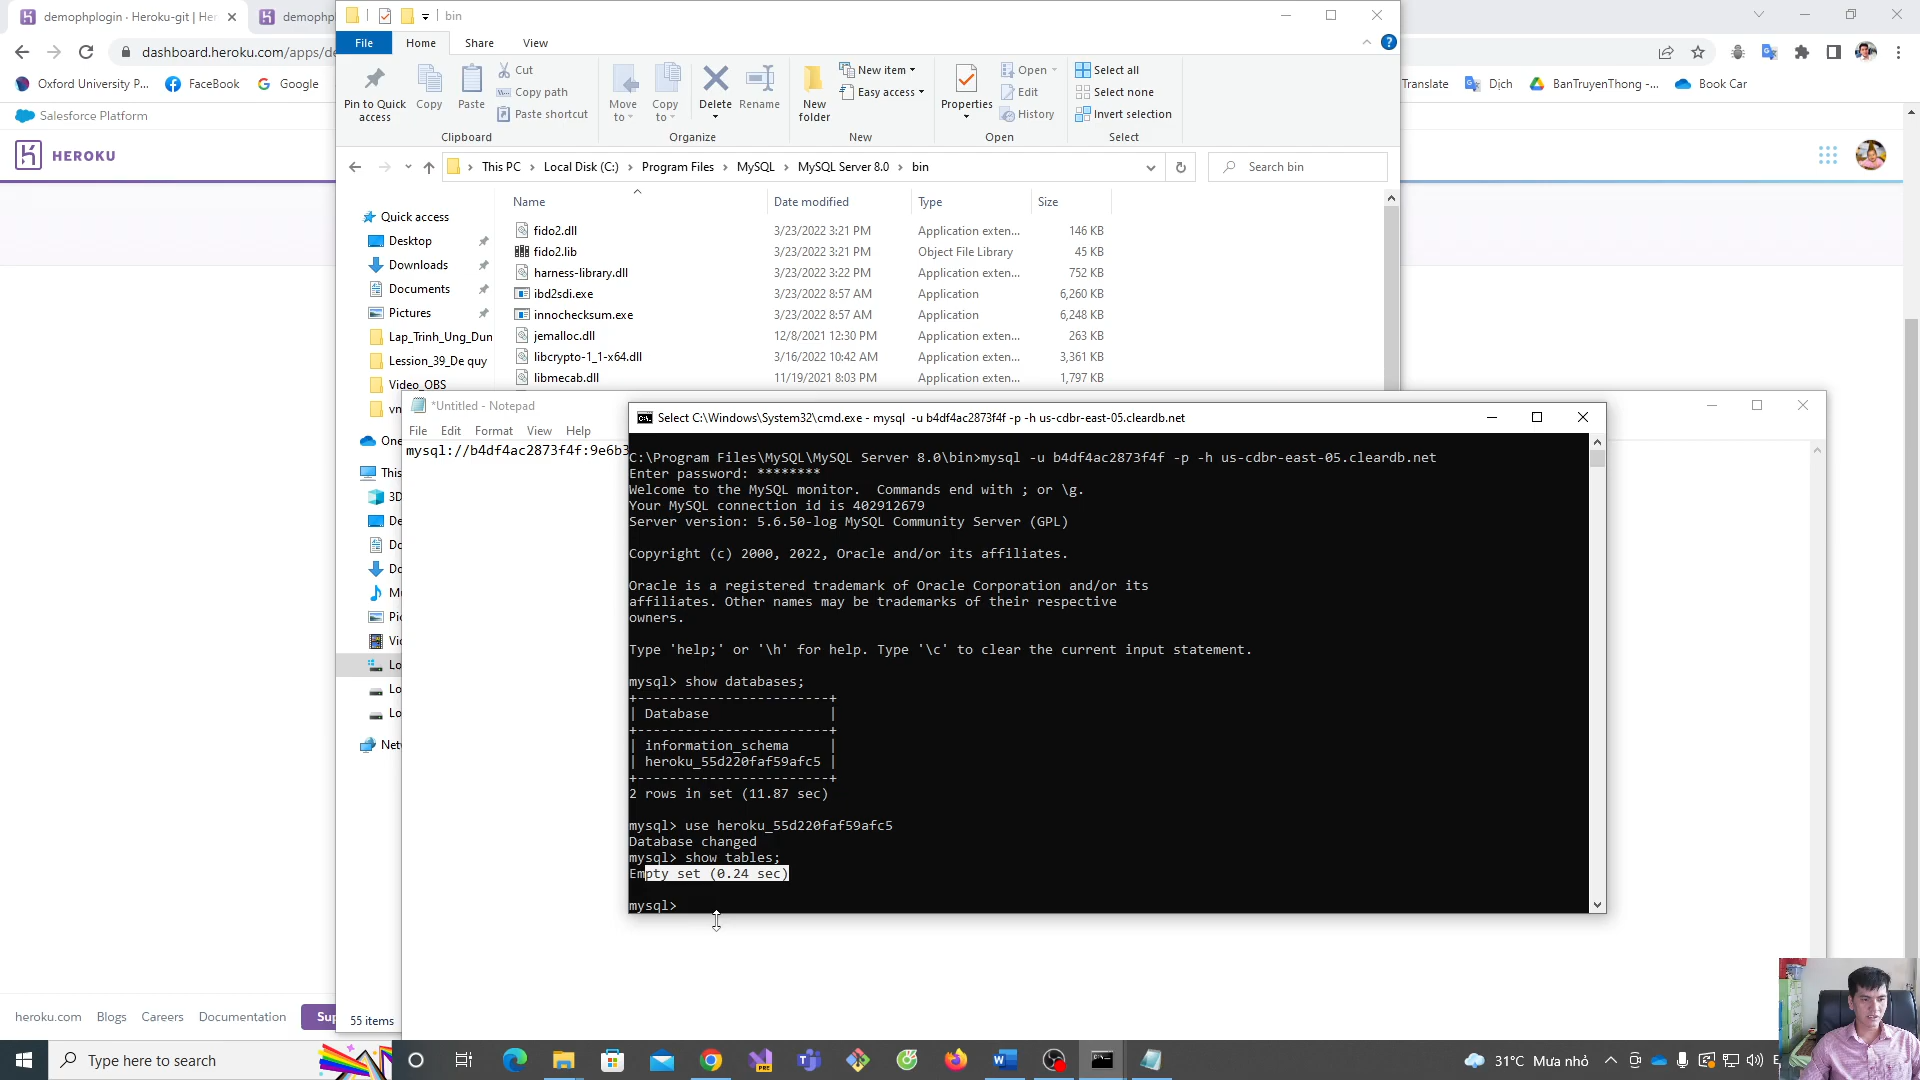 demophplogin · Heroku-git | Her
demophp
bin
dashboard.heroku.com/apps/de
Oxford University P...
FaceBook
Google
Translate
Dịch
BanTruyenThong -...
Book Car
Salesforce Platform
HEROKU
File
Home
Share
View
Pin to Quick access
Copy
Paste
Cut
Copy path
Paste shortcut
Clipboard
Move to
Copy to
Delete
Rename
Organize
New folder
New item
Easy access
New
Properties
Open
Edit
History
Open
Select all
Select none
Invert selection
Select
This PC > Local Disk (C:) > Program Files > MySQL > MySQL Server 8.0 > bin
Search bin
Name Date modified Type Size
Quick access
Desktop
Downloads
Documents
Pictures
Lap_Trinh_Ung_Dun
Lession_39_De quy
Video_OBS
vn
One
This
3D
De
Do
Do
Mu
Pic
Vic
Lo
Lo
Lo
Net
fido2.dll 3/23/2022 3:21 PM Application exten... 146 KB
fido2.lib 3/23/2022 3:21 PM Object File Library 45 KB
harness-library.dll 3/23/2022 3:22 PM Application exten... 752 KB
ibd2sdi.exe 3/23/2022 8:57 AM Application 6,260 KB
innochecksum.exe 3/23/2022 8:57 AM Application 6,248 KB
jemalloc.dll 12/8/2021 12:30 PM Application exten... 263 KB
libcrypto-1_1-x64.dll 3/16/2022 10:42 AM Application exten... 3,361 KB
libmecab.dll 11/19/2021 8:03 PM Application exten... 1,797 KB
*Untitled - Notepad
File Edit Format View Help
mysql://b4df4ac2873f4f:9e6b3
Select C:\Windows\System32\cmd.exe - mysql -u b4df4ac2873f4f -p -h us-cdbr-east-05.cleardb.net
C:\Program Files\MySQL\MySQL Server 8.0\bin>mysql -u b4df4ac2873f4f -p -h us-cdbr-east-05.cleardb.net
Enter password: ********
Welcome to the MySQL monitor.  Commands end with ; or \g.
Your MySQL connection id is 402912679
Server version: 5.6.50-log MySQL Community Server (GPL)
Copyright (c) 2000, 2022, Oracle and/or its affiliates.
Oracle is a registered trademark of Oracle Corporation and/or its
affiliates. Other names may be trademarks of their respective
owners.
Type 'help;' or '\h' for help. Type '\c' to clear the current input statement.
mysql> show databases;
+------------------------+
| Database               |
+------------------------+
| information_schema     |
| heroku_55d220faf59afc5 |
+------------------------+
2 rows in set (11.87 sec)
mysql> use heroku_55d220faf59afc5
Database changed
mysql> show tables;
Empty set (0.24 sec)
mysql>
heroku.com Blogs Careers Documentation Sup
55 items
Type here to search
31°C Mưa nhỏ